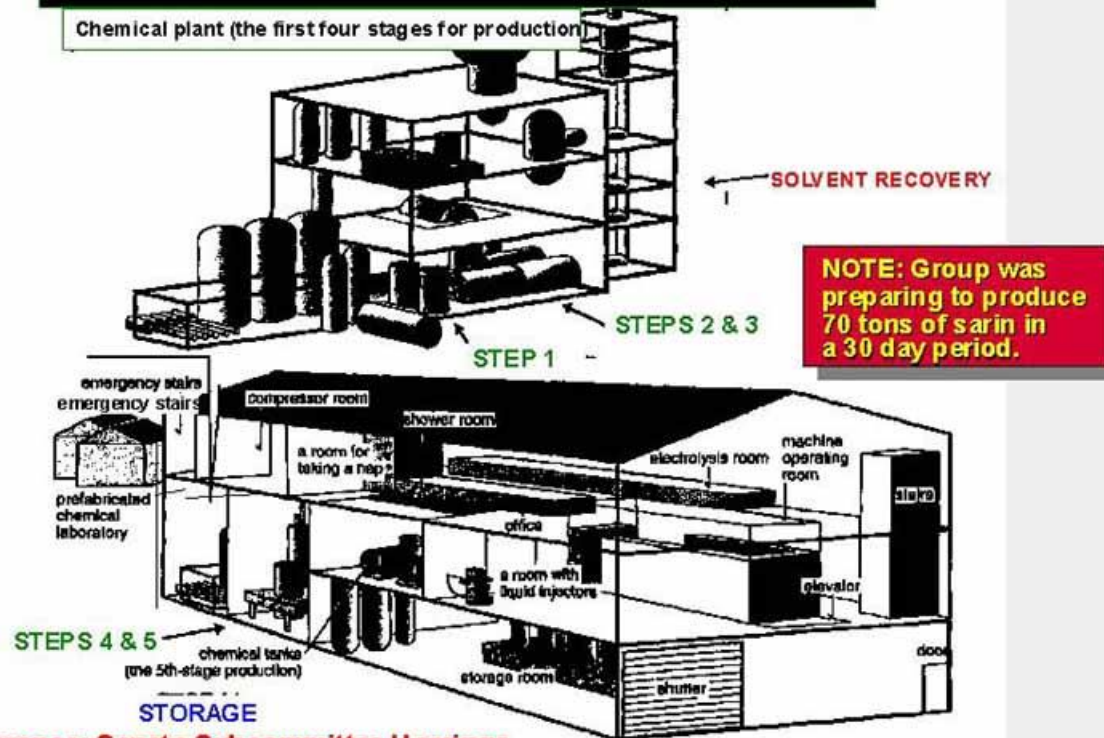 Chemical plant (the first four stages for production)
SOLVENT RECOVERY
NOTE: Group was
preparing to produce
70 tons of sarin in
a 30 day period.
STEPS 2 & 3
STEP 1
emergency stairs
emergency stairs
compressor room
shower room
a room for
taking a nap
electrolysis room
machine
operating
room
prefabricated
chemical
laboratory
office
a room with
liquid injectors
elevator
STEPS 4 & 5
chemical tanks
(the 5th-stage production)
storage room
shutter
door
STORAGE